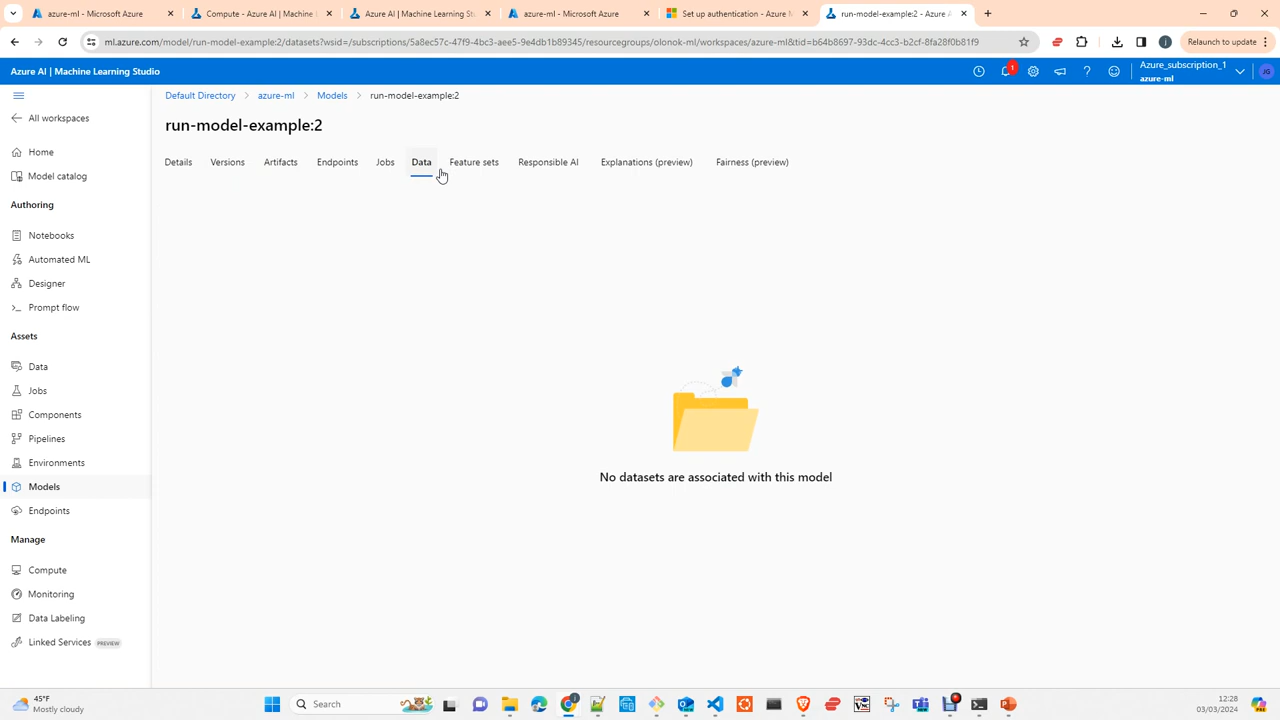 azure-ml - Microsoft Azure
Compute - Azure AI | Machine L
Azure AI | Machine Learning Stu
azure-ml - Microsoft Azure
Set up authentication - Azure M
run-model-example:2 - Azure A
ml.azure.com/model/run-model-example:2/datasets?wsid=/subscriptions/5a8ec57c-47f9-4bc3-aee5-9e4db1b89345/resourcegroups/olonok-ml/workspaces/azure-ml&tid=b64b8697-93dc-4cc3-b2cf-8fa28f0b81f9
Relaunch to update
Azure AI | Machine Learning Studio
1
Azure_subscription_1
azure-ml
JG
All workspaces
Home
Model catalog
Authoring
Notebooks
Automated ML
Designer
Prompt flow
Assets
Data
Jobs
Components
Pipelines
Environments
Models
Endpoints
Manage
Compute
Monitoring
Data Labeling
Linked Services PREVIEW
Default Directory > azure-ml > Models > run-model-example:2
run-model-example:2
Details Versions Artifacts Endpoints Jobs Data Feature sets Responsible AI Explanations (preview) Fairness (preview)
No datasets are associated with this model
45°F
Mostly cloudy
Search
12:28
03/03/2024